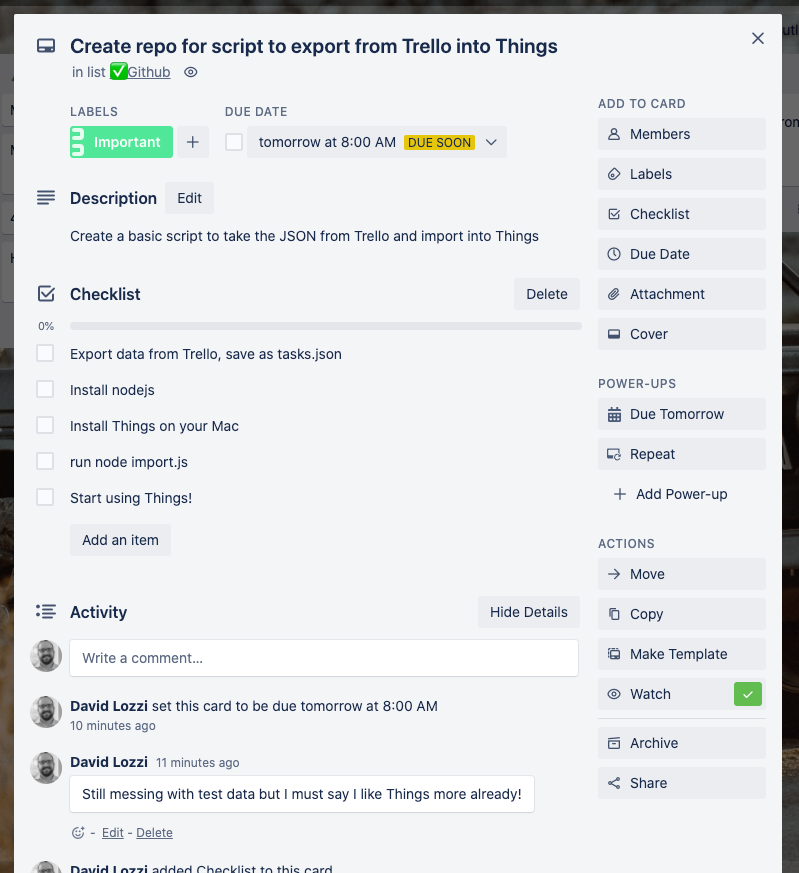 Create repo for script to export from Trello into Things
in list ✅Github
LABELS
Important
DUE DATE
tomorrow at 8:00 AM DUE SOON
Description
Edit
Create a basic script to take the JSON from Trello and import into Things
Checklist
Delete
0%
Export data from Trello, save as tasks.json
Install nodejs
Install Things on your Mac
run node import.js
Start using Things!
Add an item
Activity
Hide Details
Write a comment…
David Lozzi set this card to be due tomorrow at 8:00 AM
10 minutes ago
David Lozzi 11 minutes ago
Still messing with test data but I must say I like Things more already!
- Edit - Delete
David Lozzi added Checklist to this card
ADD TO CARD
Members
Labels
Checklist
Due Date
Attachment
Cover
POWER-UPS
Due Tomorrow
Repeat
Add Power-up
ACTIONS
Move
Copy
Make Template
Watch
Archive
Share